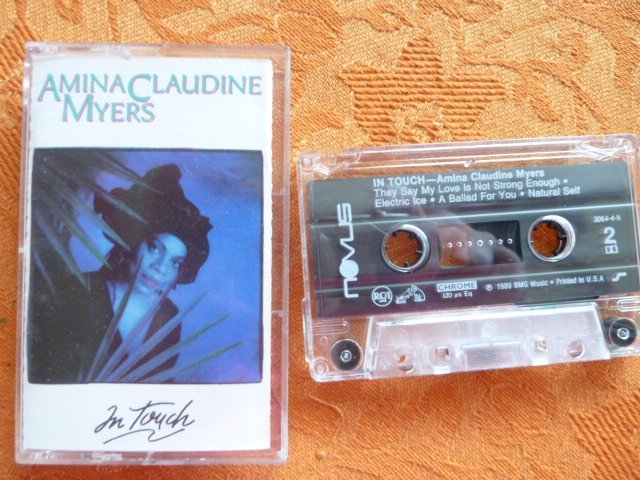 AMINA CLAUDINE
MYERS
In Touch
IN TOUCH—Amina Claudine Myers
They Say My Love Is Not Strong Enough •
Electric Ice • A Ballad For You • Natural Self
NOVUS
3064-4-N
2
RCA
CHROME
120 µs Eq
℗ 1989 BMG Music • Printed in U.S.A